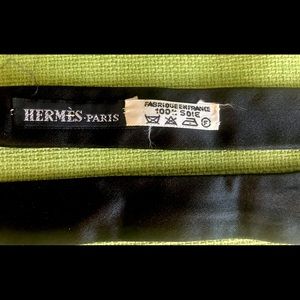 HERMÈS-PARIS
FABRIQUE EN FRANCE
100% SOIE